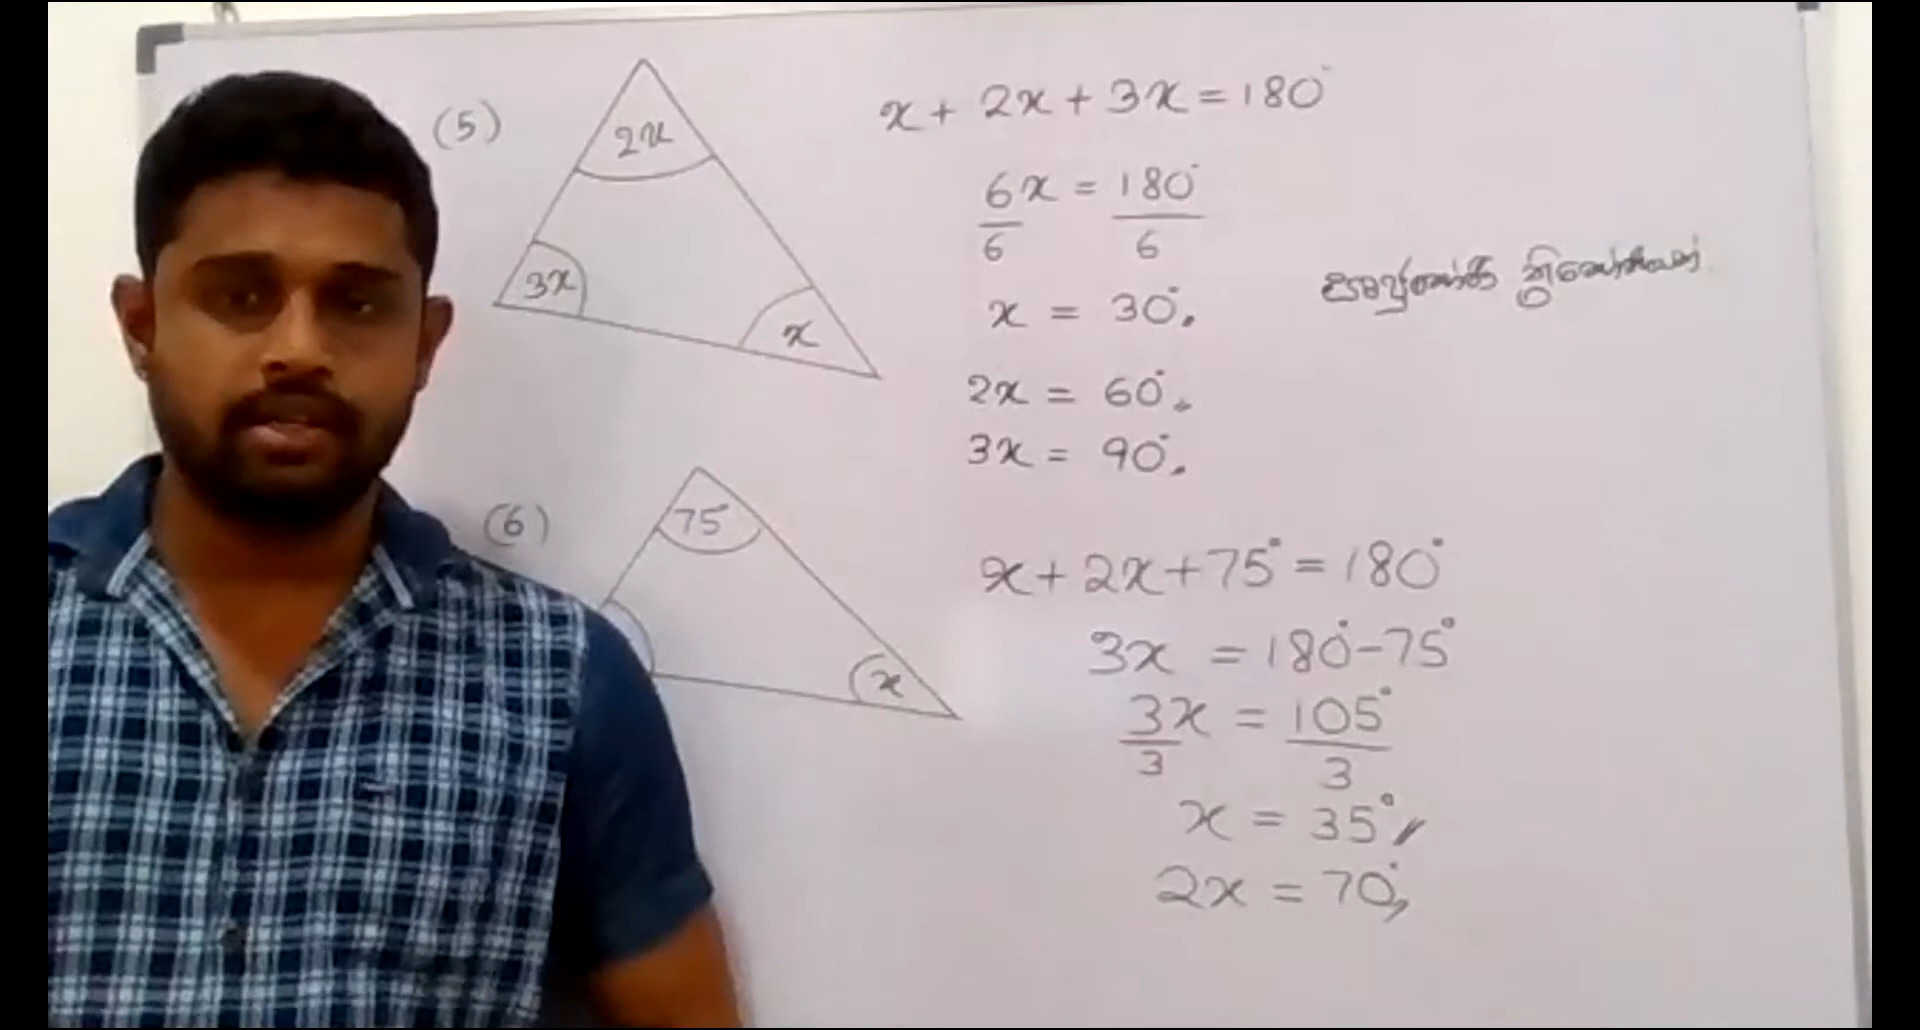 (5)
2x
3x
x
x + 2x + 3x = 180°
6x = 180°
6 6
x = 30°
2x = 60°
3x = 90°
සෘජුකෝණී ත්‍රිකෝණයක්
(6)
75°
x
x + 2x + 75° = 180°
3x = 180° - 75°
3x = 105°
3 3
x = 35°
2x = 70°